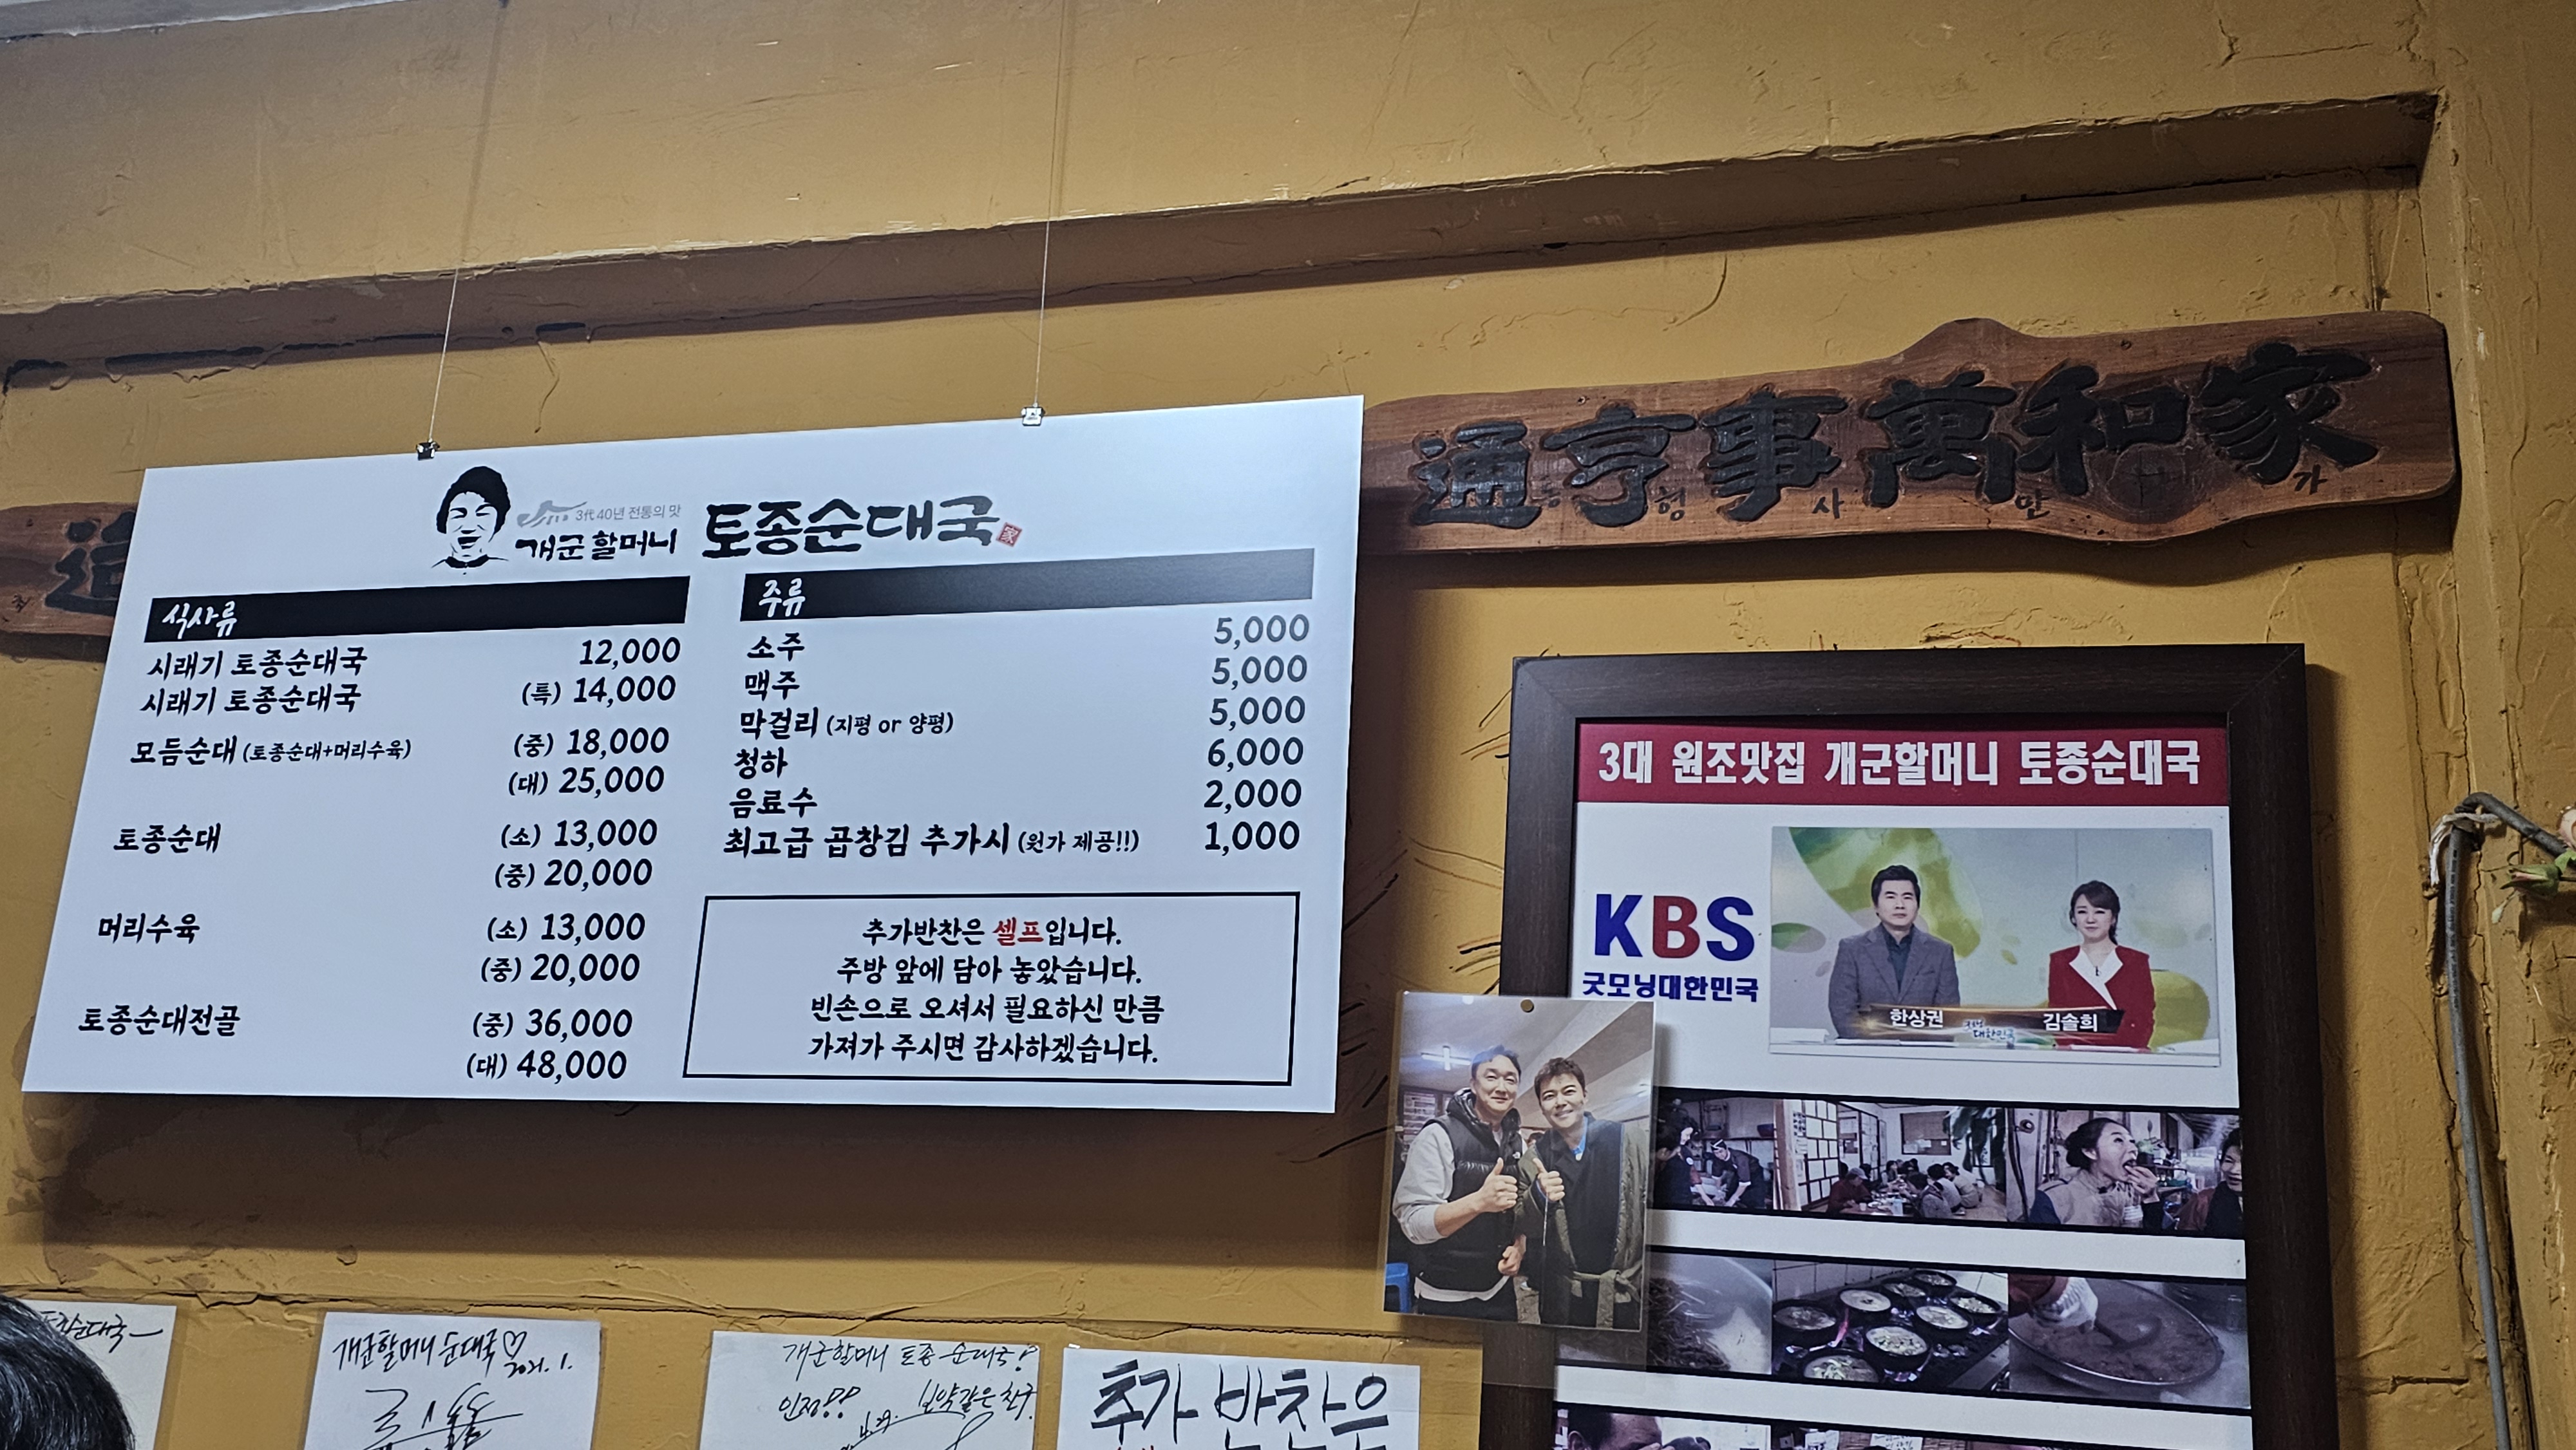 3代 40년 전통의 맛
개군 할머니 토종순대국
家
식사류
시래기 토종순대국 12,000
시래기 토종순대국 (특) 14,000
모듬순대 (토종순대+머리수육) (중) 18,000
(대) 25,000
토종순대 (소) 13,000
(중) 20,000
머리수육 (소) 13,000
(중) 20,000
토종순대전골 (중) 36,000
(대) 48,000
주류
소주 5,000
맥주 5,000
막걸리 (지평 or 양평) 5,000
청하 6,000
음료수 2,000
최고급 곱창김 추가시 (원가 제공!!) 1,000
추가반찬은 셀프입니다.
주방 앞에 담아 놓았습니다.
빈손으로 오셔서 필요하신 만큼
가져가 주시면 감사하겠습니다.
通亨事萬和家
형 사 만 가
3대 원조맛집 개군할머니 토종순대국
KBS
굿모닝대한민국
한상권 김솔희
개군할머니 순대국♡
2021. 1.
개군할머니 토종 순대국!
인정!!
보약같은 친구
추가 반찬은